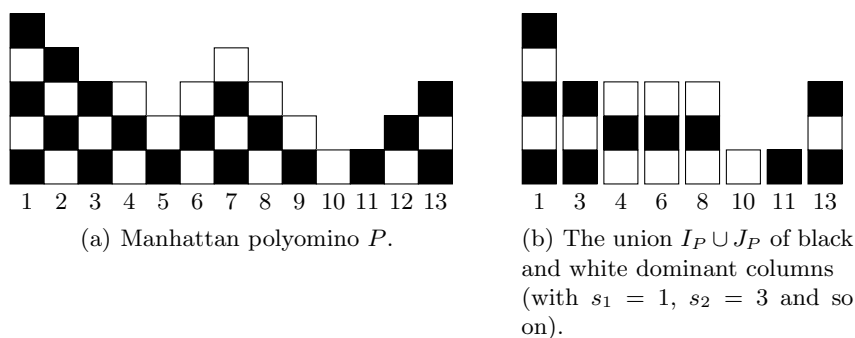 1 2 3 4 5 6 7 8 9 10 11 12 13
1 3 4 6 8 10 11 13
(a) Manhattan polyomino $P$.
(b) The union $I_P \cup J_P$ of black
and white dominant columns
(with $s_1 = 1$, $s_2 = 3$ and so
on).